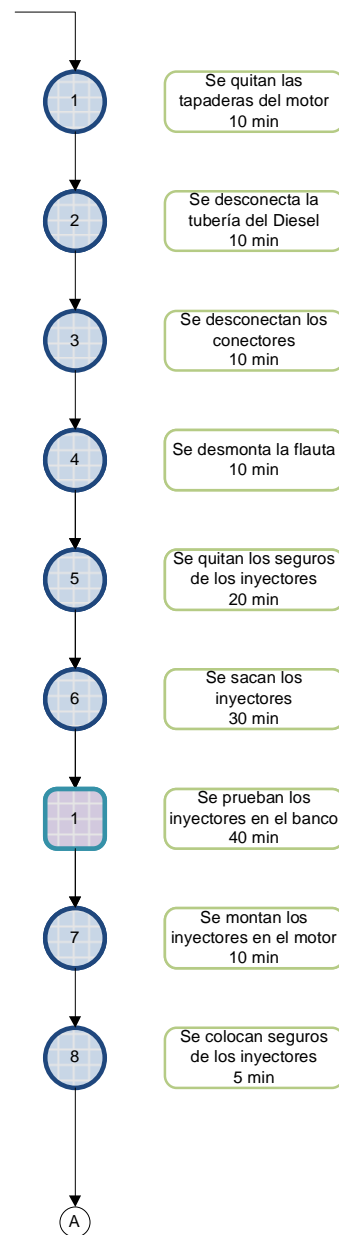 1
Se quitan las
tapaderas del motor
10 min
2
Se desconecta la
tubería del Diesel
10 min
3
Se desconectan los
conectores
10 min
4
Se desmonta la flauta
10 min
5
Se quitan los seguros
de los inyectores
20 min
6
Se sacan los
inyectores
30 min
1
Se prueban los
inyectores en el banco
40 min
7
Se montan los
inyectores en el motor
10 min
8
Se colocan seguros
de los inyectores
5 min
A